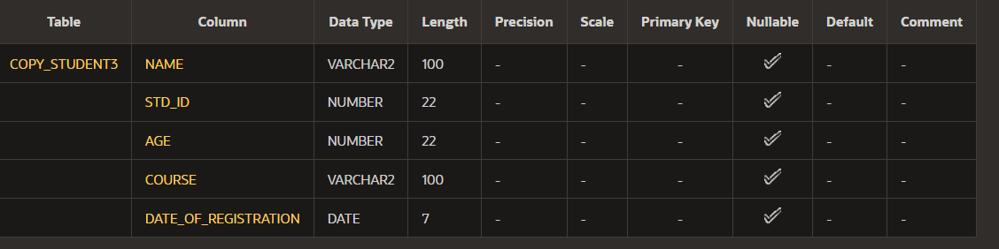 Table Column Data Type Length Precision Scale Primary Key Nullable Default Comment
COPY_STUDENT3 NAME VARCHAR2 100 - - - - -
STD_ID NUMBER 22 - - - - -
AGE NUMBER 22 - - - - -
COURSE VARCHAR2 100 - - - - -
DATE_OF_REGISTRATION DATE 7 - - - - -